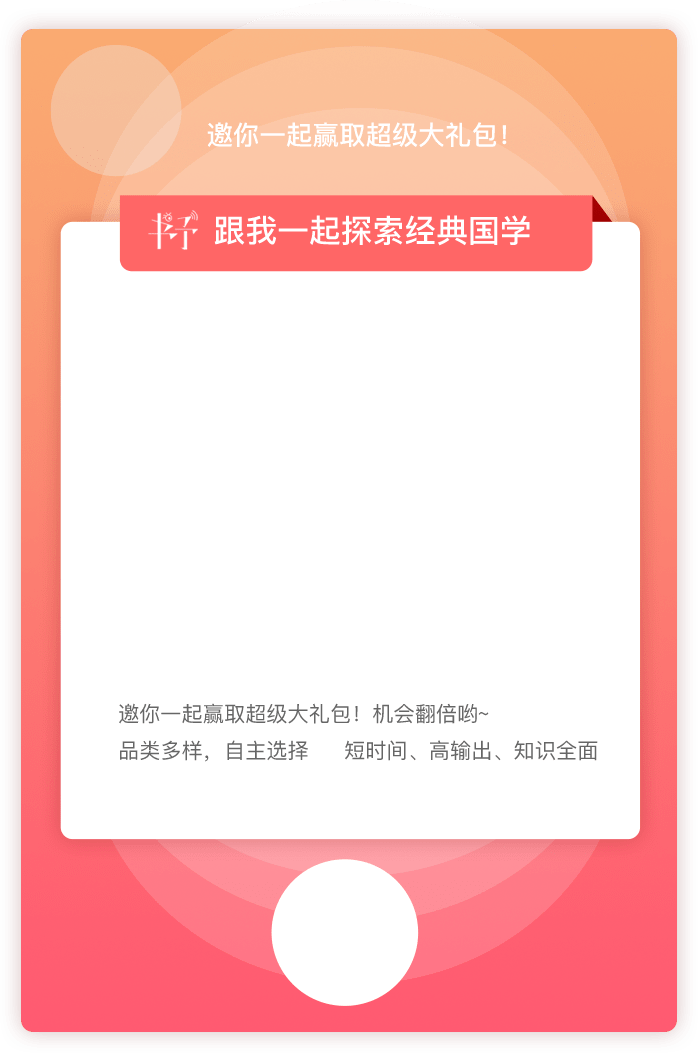 邀你一起赢取超级大礼包！
跟我一起探索经典国学
邀你一起赢取超级大礼包！机会翻倍哟~
品类多样，自主选择 短时间、高输出、知识全面